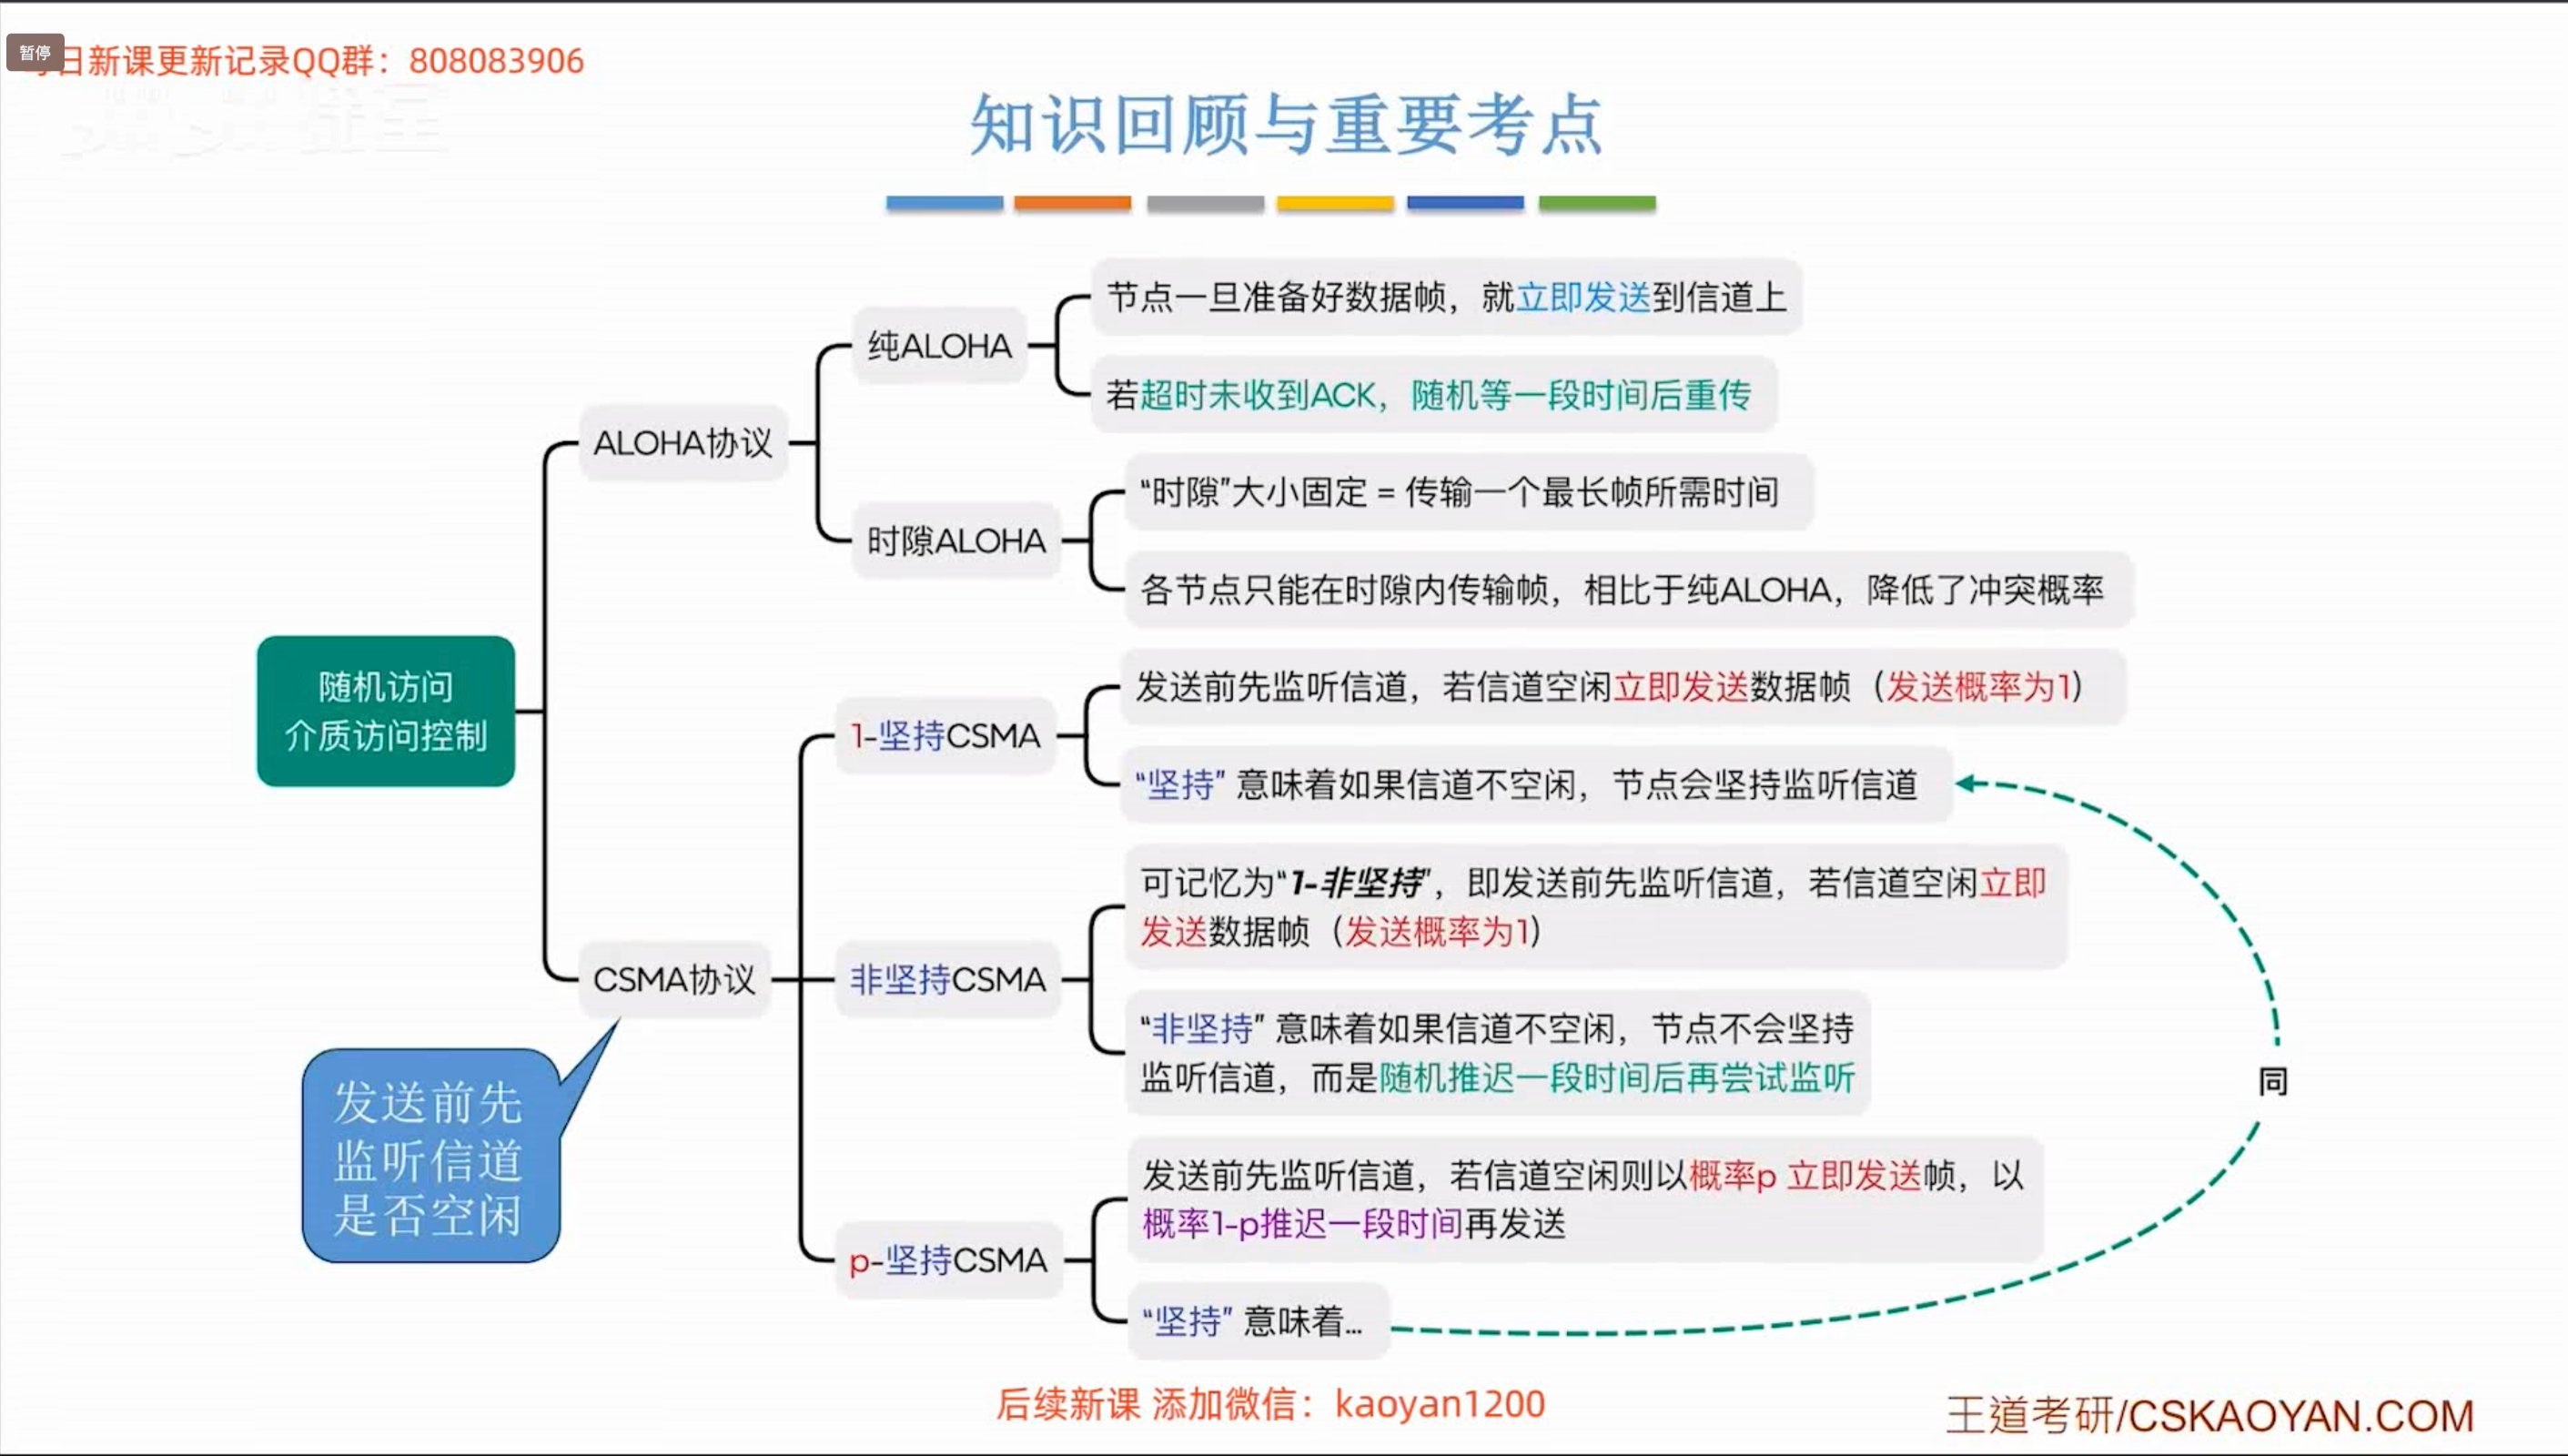 暂停
日新课更新记录QQ群：808083906
知识回顾与重要考点
节点一旦准备好数据帧，就立即发送到信道上
纯ALOHA
若超时未收到ACK，随机等一段时间后重传
ALOHA协议
“时隙”大小固定 = 传输一个最长帧所需时间
时隙ALOHA
各节点只能在时隙内传输帧，相比于纯ALOHA，降低了冲突概率
随机访问
介质访问控制
发送前先监听信道，若信道空闲立即发送数据帧（发送概率为1）
1-坚持CSMA
“坚持” 意味着如果信道不空闲，节点会坚持监听信道
可记忆为“1-非坚持”，即发送前先监听信道，若信道空闲立即
发送数据帧（发送概率为1）
CSMA协议
非坚持CSMA
“非坚持” 意味着如果信道不空闲，节点不会坚持
监听信道，而是随机推迟一段时间后再尝试监听
同
发送前先
监听信道
是否空闲
发送前先监听信道，若信道空闲则以概率p 立即发送帧，以
概率1-p推迟一段时间再发送
p-坚持CSMA
“坚持” 意味着...
后续新课 添加微信：kaoyan1200
王道考研/CSKAOYAN.COM